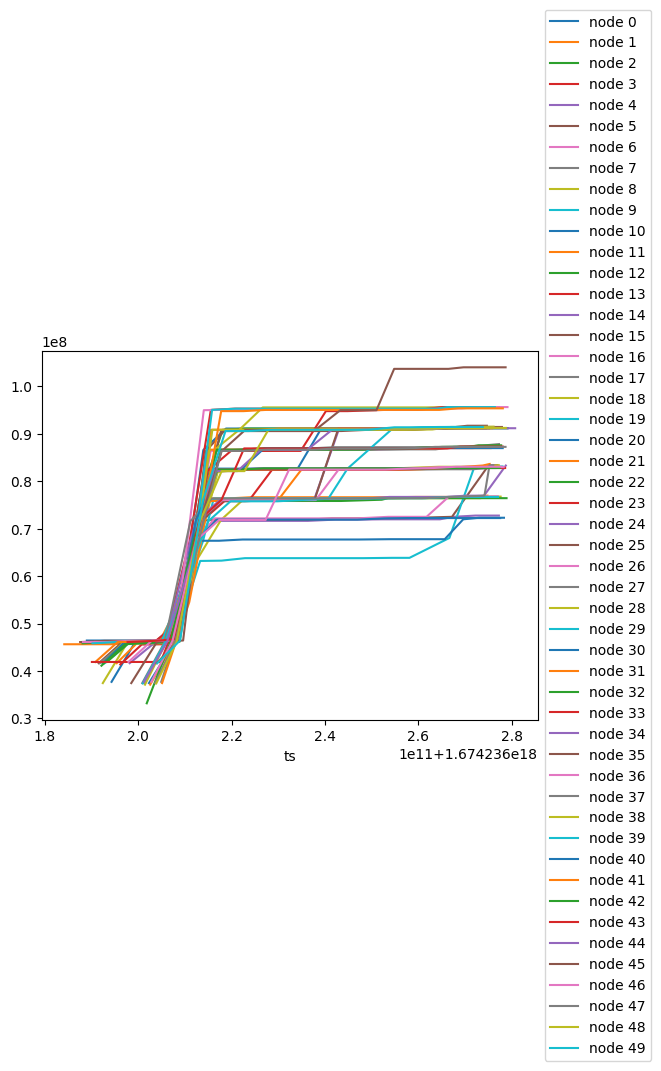 1e8
1.0
0.9
0.8
0.7
0.6
0.5
0.4
0.3
1.8 2.0 2.2 2.4 2.6 2.8
1e11+1.674236e18
ts
node 0
node 1
node 2
node 3
node 4
node 5
node 6
node 7
node 8
node 9
node 10
node 11
node 12
node 13
node 14
node 15
node 16
node 17
node 18
node 19
node 20
node 21
node 22
node 23
node 24
node 25
node 26
node 27
node 28
node 29
node 30
node 31
node 32
node 33
node 34
node 35
node 36
node 37
node 38
node 39
node 40
node 41
node 42
node 43
node 44
node 45
node 46
node 47
node 48
node 49